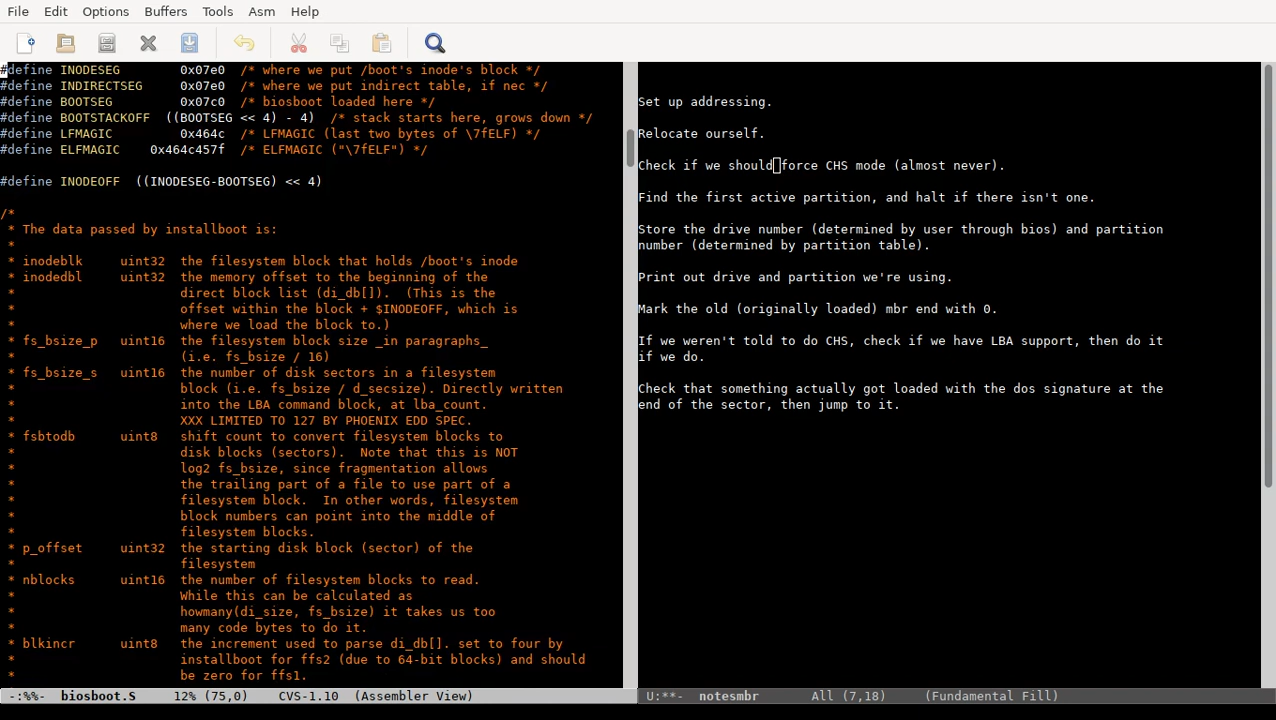 File Edit Options Buffers Tools Asm Help
#define INODESEG        0x07e0  /* where we put /boot's inode's block */
#define INDIRECTSEG     0x07e0  /* where we put indirect table, if nec */
#define BOOTSEG         0x07c0  /* biosboot loaded here */
#define BOOTSTACKOFF  ((BOOTSEG << 4) - 4)  /* stack starts here, grows down */
#define LFMAGIC         0x464c  /* LFMAGIC (last two bytes of \7fELF) */
#define ELFMAGIC    0x464c457f  /* ELFMAGIC ("\7fELF") */
#define INODEOFF  ((INODESEG-BOOTSEG) << 4)
/*
 * The data passed by installboot is:
 *
 * inodeblk     uint32  the filesystem block that holds /boot's inode
 * inodedbl     uint32  the memory offset to the beginning of the
 *                      direct block list (di_db[]).  (This is the
 *                      offset within the block + $INODEOFF, which is
 *                      where we load the block to.)
 * fs_bsize_p   uint16  the filesystem block size _in paragraphs_
 *                      (i.e. fs_bsize / 16)
 * fs_bsize_s   uint16  the number of disk sectors in a filesystem
 *                      block (i.e. fs_bsize / d_secsize). Directly written
 *                      into the LBA command block, at lba_count.
 *                      XXX LIMITED TO 127 BY PHOENIX EDD SPEC.
 * fsbtodb      uint8   shift count to convert filesystem blocks to
 *                      disk blocks (sectors).  Note that this is NOT
 *                      log2 fs_bsize, since fragmentation allows
 *                      the trailing part of a file to use part of a
 *                      filesystem block.  In other words, filesystem
 *                      block numbers can point into the middle of
 *                      filesystem blocks.
 * p_offset     uint32  the starting disk block (sector) of the
 *                      filesystem
 * nblocks      uint16  the number of filesystem blocks to read.
 *                      While this can be calculated as
 *                      howmany(di_size, fs_bsize) it takes us too
 *                      many code bytes to do it.
 * blkincr      uint8   the increment used to parse di_db[]. set to four by
 *                      installboot for ffs2 (due to 64-bit blocks) and should
 *                      be zero for ffs1.
-:%%-  biosboot.S     12% (75,0)    CVS-1.10  (Assembler View)
Set up addressing.
Relocate ourself.
Check if we should force CHS mode (almost never).
Find the first active partition, and halt if there isn't one.
Store the drive number (determined by user through bios) and partition
number (determined by partition table).
Print out drive and partition we're using.
Mark the old (originally loaded) mbr end with 0.
If we weren't told to do CHS, check if we have LBA support, then do it
if we do.
Check that something actually got loaded with the dos signature at the
end of the sector, then jump to it.
U:**-  notesmbr       All (7,18)     (Fundamental Fill)